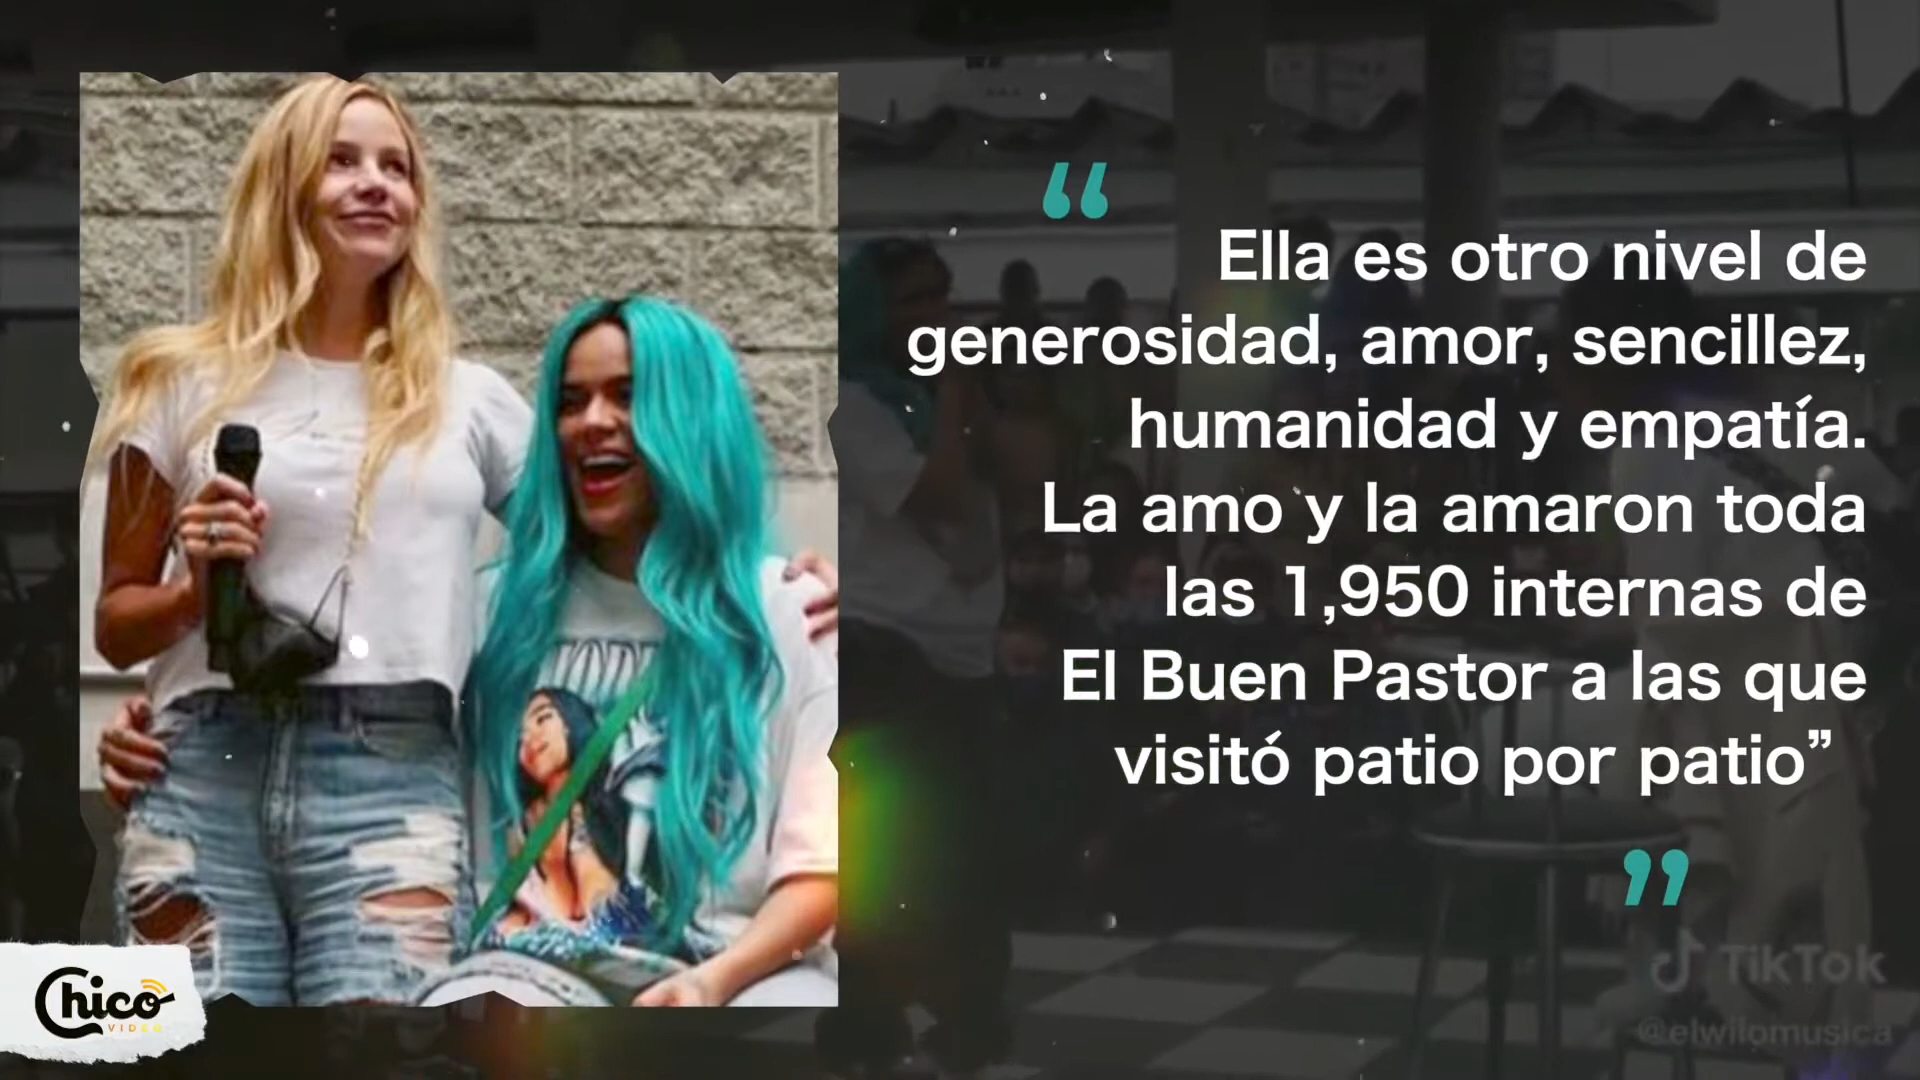 “
Ella es otro nivel de
generosidad, amor, sencillez,
humanidad y empatía.
La amo y la amaron toda
las 1,950 internas de
El Buen Pastor a las que
visitó patio por patio”
”
Chico
VIDEO
TikTok
@elwilomusica